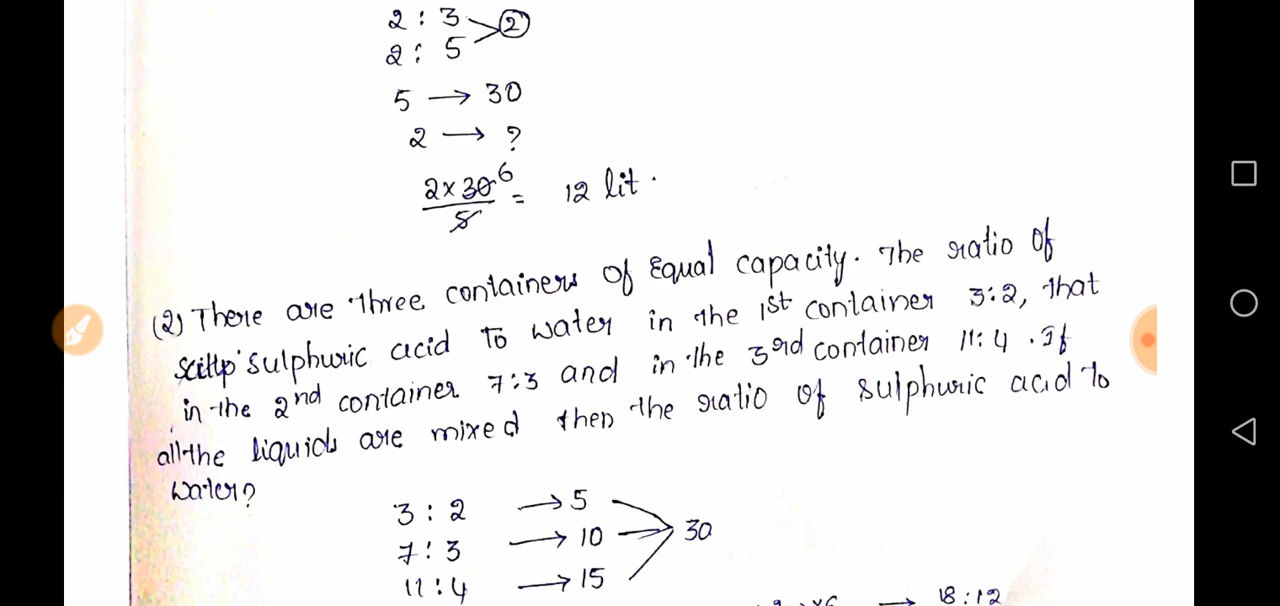 2 : 3 > 2
2 : 5
5 → 30
2 → ?
2 x 30 6
5 = 12 lit.
(2) There are three containers of Equal capacity. The ratio of
sulphuric acid to water in the 1st container 3:2, that
in the 2nd container 7:3 and in the 3rd container 11:4. If
all the liquids are mixed then the ratio of sulphuric acid to
water?
3 : 2 → 5
7 : 3 → 10 30
11 : 4 → 15
→ 18:12